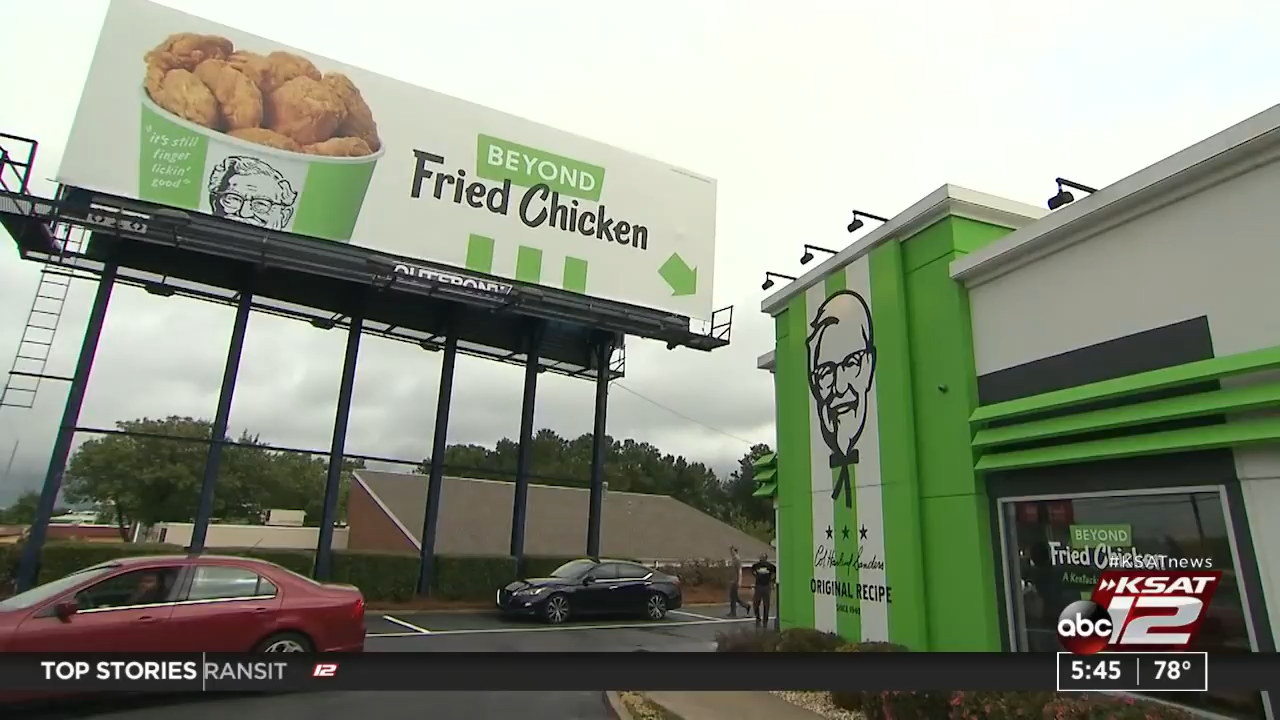 "it's still
finger
lickin'
good"
BEYOND
Fried Chicken
OUTFRONT/
Col. Harland Sanders
ORIGINAL RECIPE
SINCE 1940
BEYOND
Fried Chicken
A Kentucky
#KSATnews
KSAT
abc 12
TOP STORIES RANSIT 12
5:45 78°